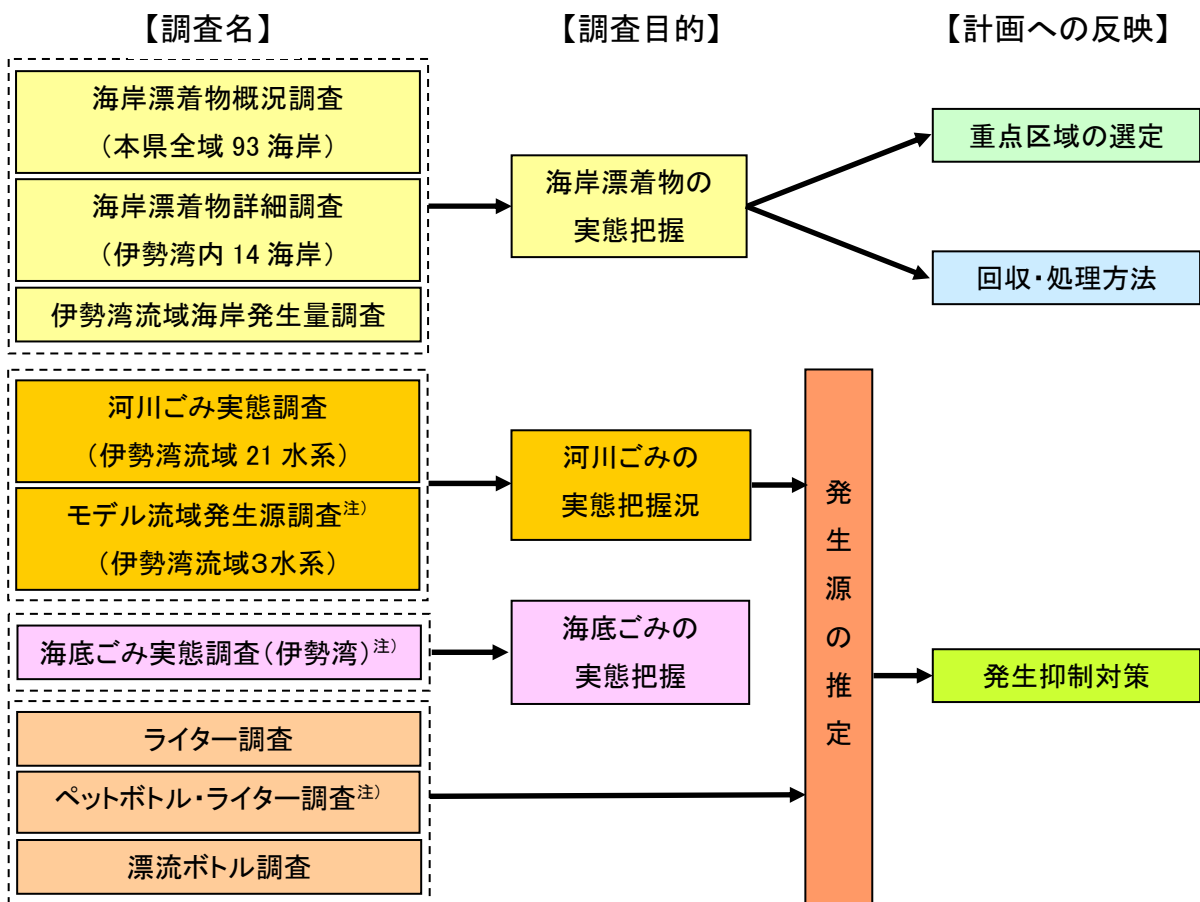 【調査名】
【調査目的】
【計画への反映】
海岸漂着物概況調査
（本県全域 93 海岸）
海岸漂着物詳細調査
（伊勢湾内 14 海岸）
伊勢湾流域海岸発生量調査
海岸漂着物の
実態把握
重点区域の選定
回収・処理方法
河川ごみ実態調査
（伊勢湾流域 21 水系）
モデル流域発生源調査注）
（伊勢湾流域３水系）
河川ごみの
実態把握況
海底ごみ実態調査（伊勢湾）注）
海底ごみの
実態把握
ライター調査
ペットボトル・ライター調査注）
漂流ボトル調査
発生源の推定
発生抑制対策